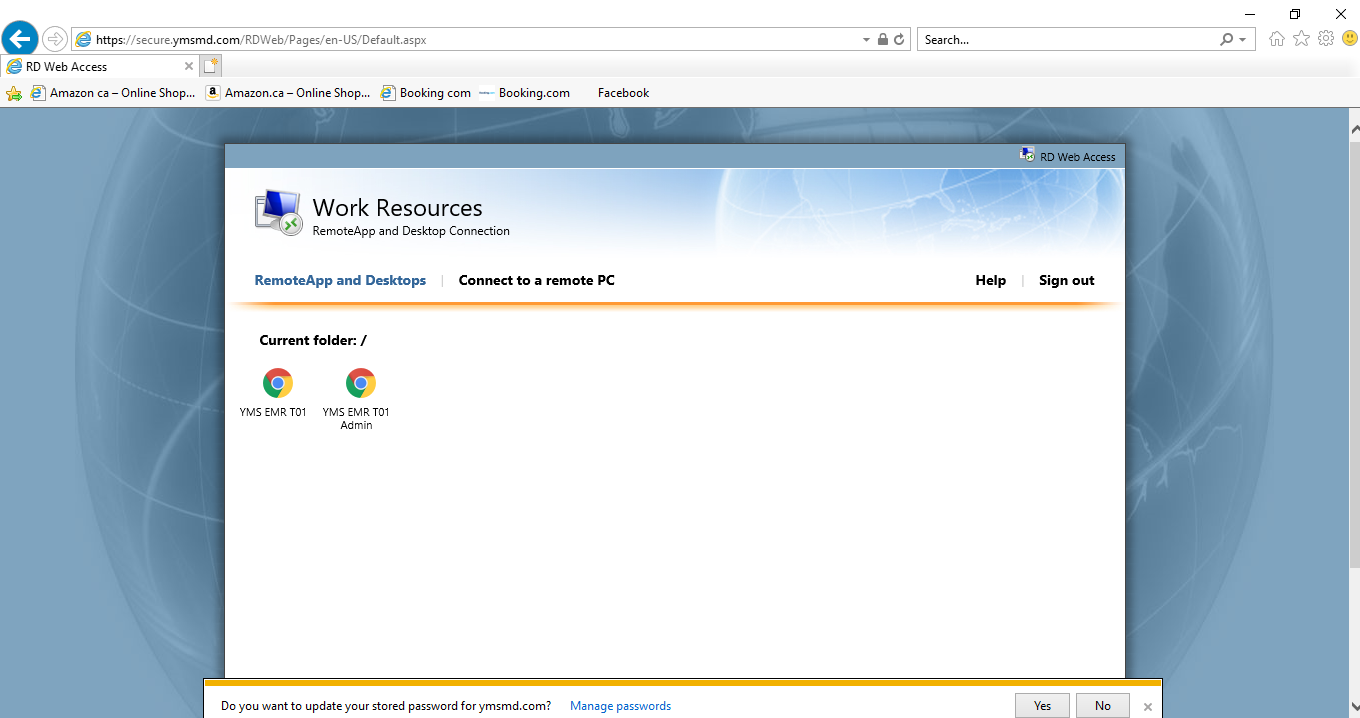 https://secure.ymsmd.com/RDWeb/Pages/en-US/Default.aspx
Search...
RD Web Access
Amazon ca – Online Shop...
Amazon.ca – Online Shop...
Booking com
Booking.com
Facebook
RD Web Access
Work Resources
RemoteApp and Desktop Connection
RemoteApp and Desktops | Connect to a remote PC
Help | Sign out
Current folder: /
YMS EMR T01
YMS EMR T01
Admin
Do you want to update your stored password for ymsmd.com? Manage passwords
Yes
No